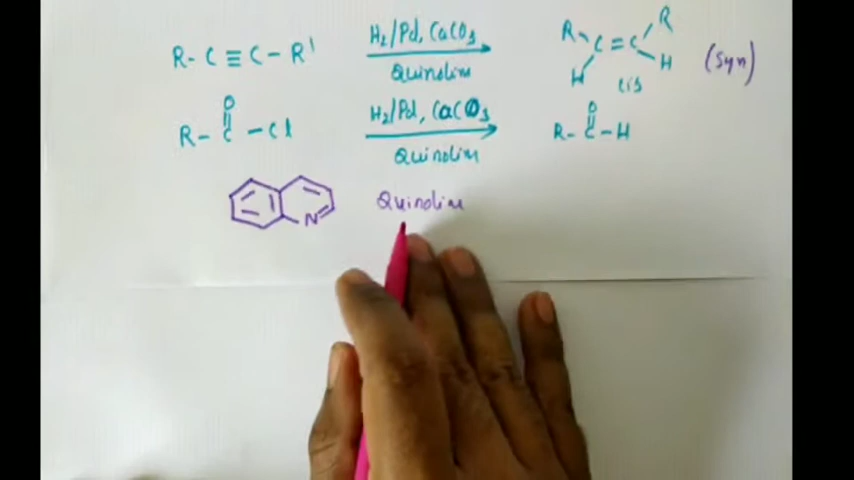 R - C ≡ C - R' H₂/Pd, CaCO₃ Quinolin R C = C R H H cis (Syn)
R - C - Cl O H₂/Pd, CaCO₃ Quinolin R - C - H O
N Quinolin